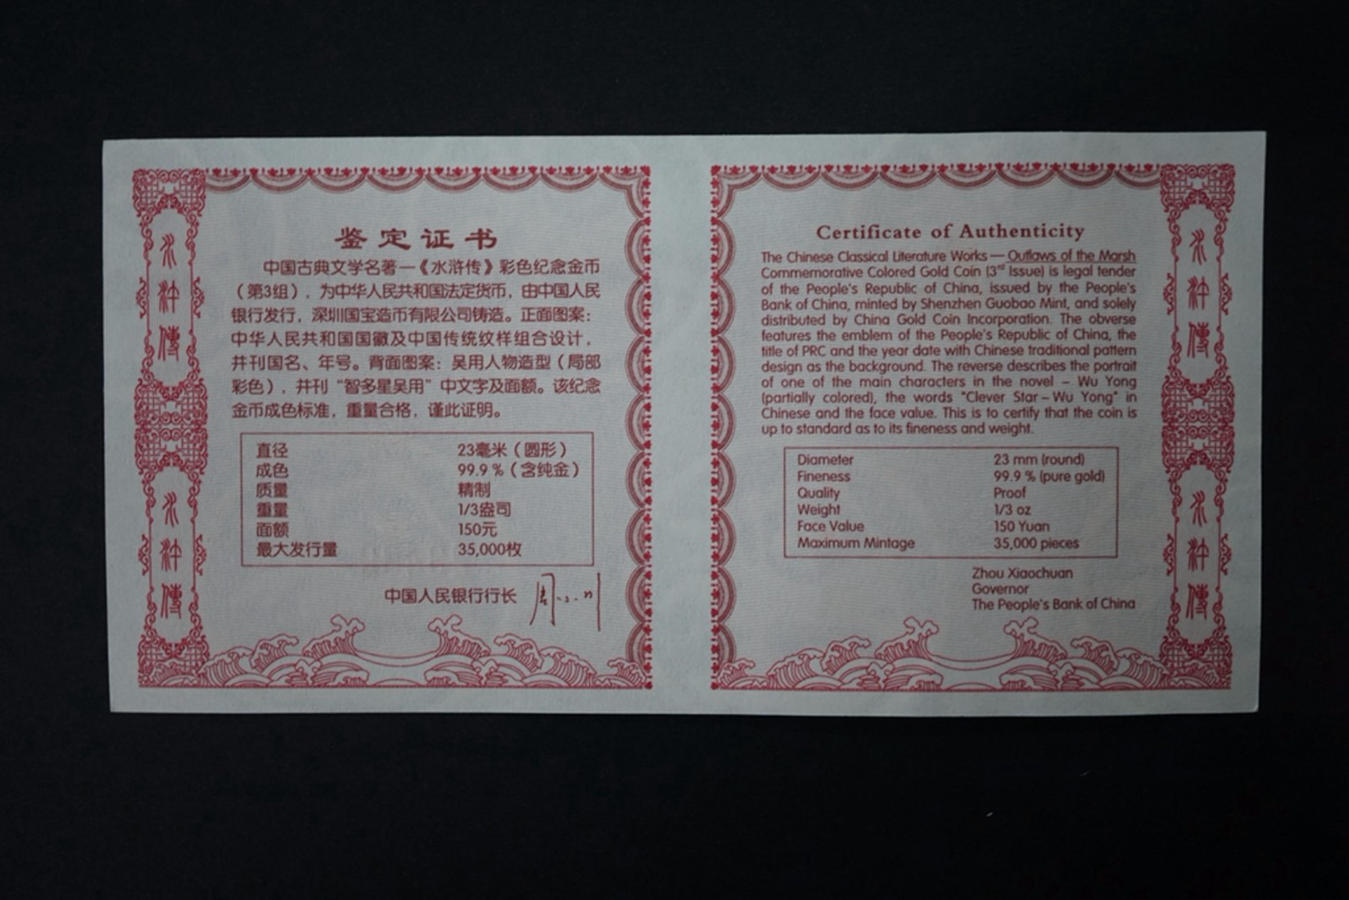 水滸傳
水滸傳
鉴定证书
中国古典文学名著—《水浒传》彩色纪念金币
（第3组），为中华人民共和国法定货币，由中国人民
银行发行，深圳国宝造币有限公司铸造。正面图案：
中华人民共和国国徽及中国传统纹样组合设计，
并刊国名、年号。背面图案：吴用人物造型（局部
彩色），并刊“智多星吴用”中文字及面额。该纪念
金币成色标准，重量合格，谨此证明。
直径 23毫米（圆形）
成色 99.9％（含纯金）
质量 精制
重量 1/3盎司
面额 150元
最大发行量 35,000枚
中国人民银行行长 周小川
Certificate of Authenticity
The Chinese Classical Literature Works — Outlaws of the Marsh
Commemorative Colored Gold Coin (3rd Issue) is legal tender
of the People's Republic of China, issued by the People's
Bank of China, minted by Shenzhen Guobao Mint, and solely
distributed by China Gold Coin Incorporation. The obverse
features the emblem of the People's Republic of China, the
title of PRC and the year date with Chinese traditional pattern
design as the background. The reverse describes the portrait
of one of the main characters in the novel – Wu Yong
(partially colored), the words "Clever Star – Wu Yong" in
Chinese and the face value. This is to certify that the coin is
up to standard as to its fineness and weight.
Diameter 23 mm (round)
Fineness 99.9 % (pure gold)
Quality Proof
Weight 1/3 oz
Face Value 150 Yuan
Maximum Mintage 35,000 pieces
Zhou Xiaochuan
Governor
The People's Bank of China
水滸傳
水滸傳